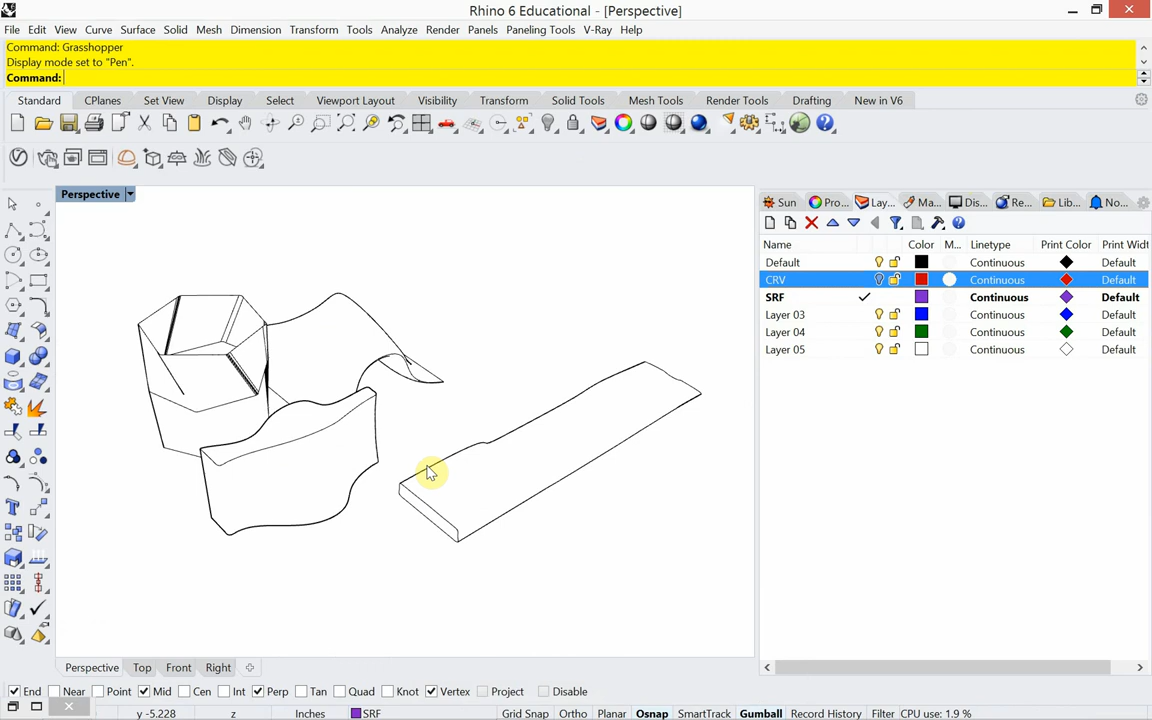 Rhino 6 Educational - [Perspective]
File Edit View Curve Surface Solid Mesh Dimension Transform Tools Analyze Render Panels Paneling Tools V-Ray Help
Command: Grasshopper
Display mode set to "Pen".
Command:
Standard CPlanes Set View Display Select Viewport Layout Visibility Transform Solid Tools Mesh Tools Render Tools Drafting New in V6
Perspective
Sun Pro... Lay... Ma... Dis... Re... Lib... No...
Name Color M... Linetype Print Color Print Widt
Default Continuous Default
CRV Continuous Default
SRF Continuous Default
Layer 03 Continuous Default
Layer 04 Continuous Default
Layer 05 Continuous Default
Perspective Top Front Right
End Near Point Mid Cen Int Perp Tan Quad Knot Vertex Project Disable
y -5.228 z Inches SRF Grid Snap Ortho Planar Osnap SmartTrack Gumball Record History Filter CPU use: 1.9 %